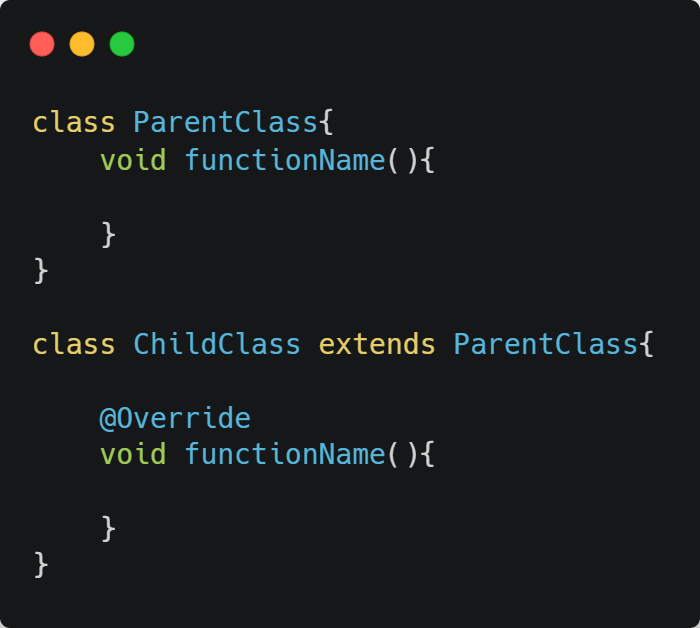 class ParentClass{
    void functionName(){
    }
}
class ChildClass extends ParentClass{
    @Override
    void functionName(){
    }
}